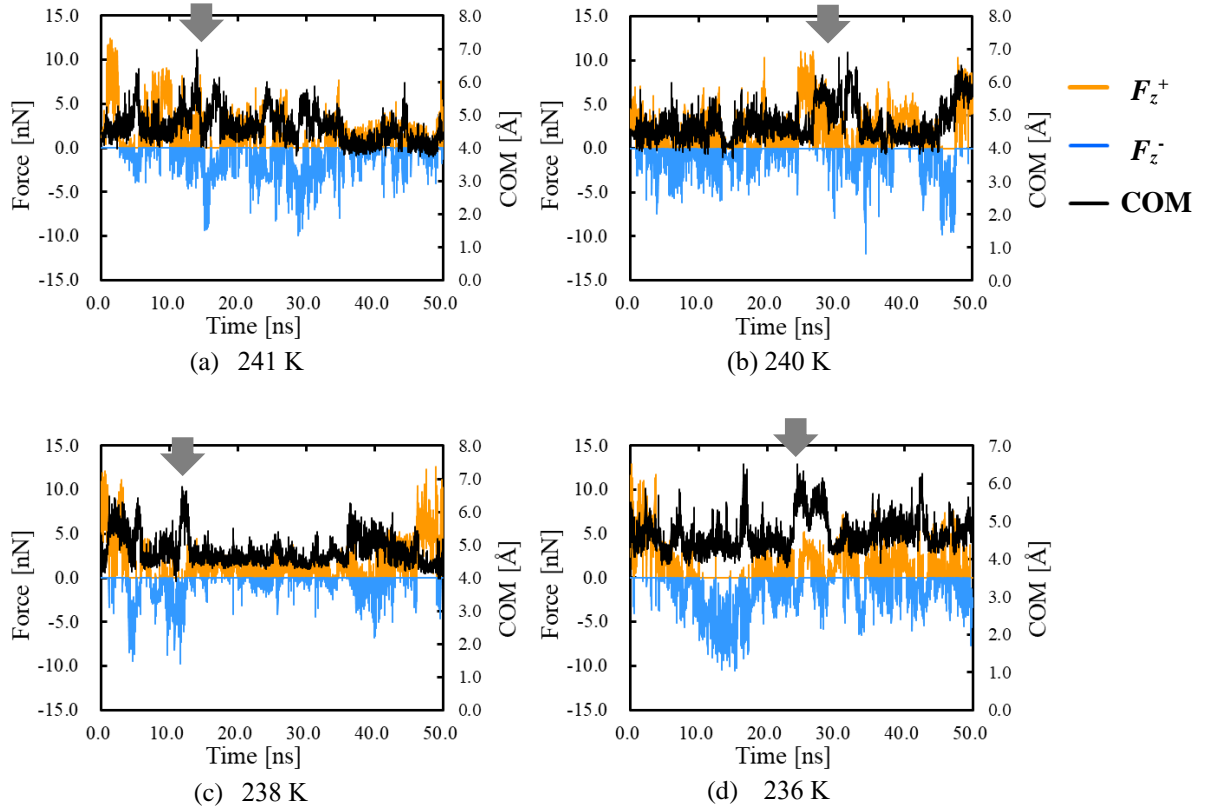 15.0 8.0
10.0 7.0
5.0 6.0
0.0 5.0
-5.0 4.0
-10.0 3.0
-15.0 2.0
1.0
0.0
Force [nN]
COM [Å]
0.0 10.0 20.0 30.0 40.0 50.0
Time [ns]
(a) 241 K
15.0 8.0
10.0 7.0
5.0 6.0
0.0 5.0
-5.0 4.0
-10.0 3.0
-15.0 2.0
1.0
0.0
Force [nN]
COM [Å]
0.0 10.0 20.0 30.0 40.0 50.0
Time [ns]
(b) 240 K
Fz+
Fz-
COM
15.0 8.0
10.0 7.0
5.0 6.0
0.0 5.0
-5.0 4.0
-10.0 3.0
-15.0 2.0
1.0
0.0
Force [nN]
COM [Å]
0.0 10.0 20.0 30.0 40.0 50.0
Time [ns]
(c) 238 K
15.0 7.0
10.0 6.0
5.0 5.0
0.0 4.0
-5.0 3.0
-10.0 2.0
-15.0 1.0
0.0
Force [nN]
COM [Å]
0.0 10.0 20.0 30.0 40.0 50.0
Time [ns]
(d) 236 K